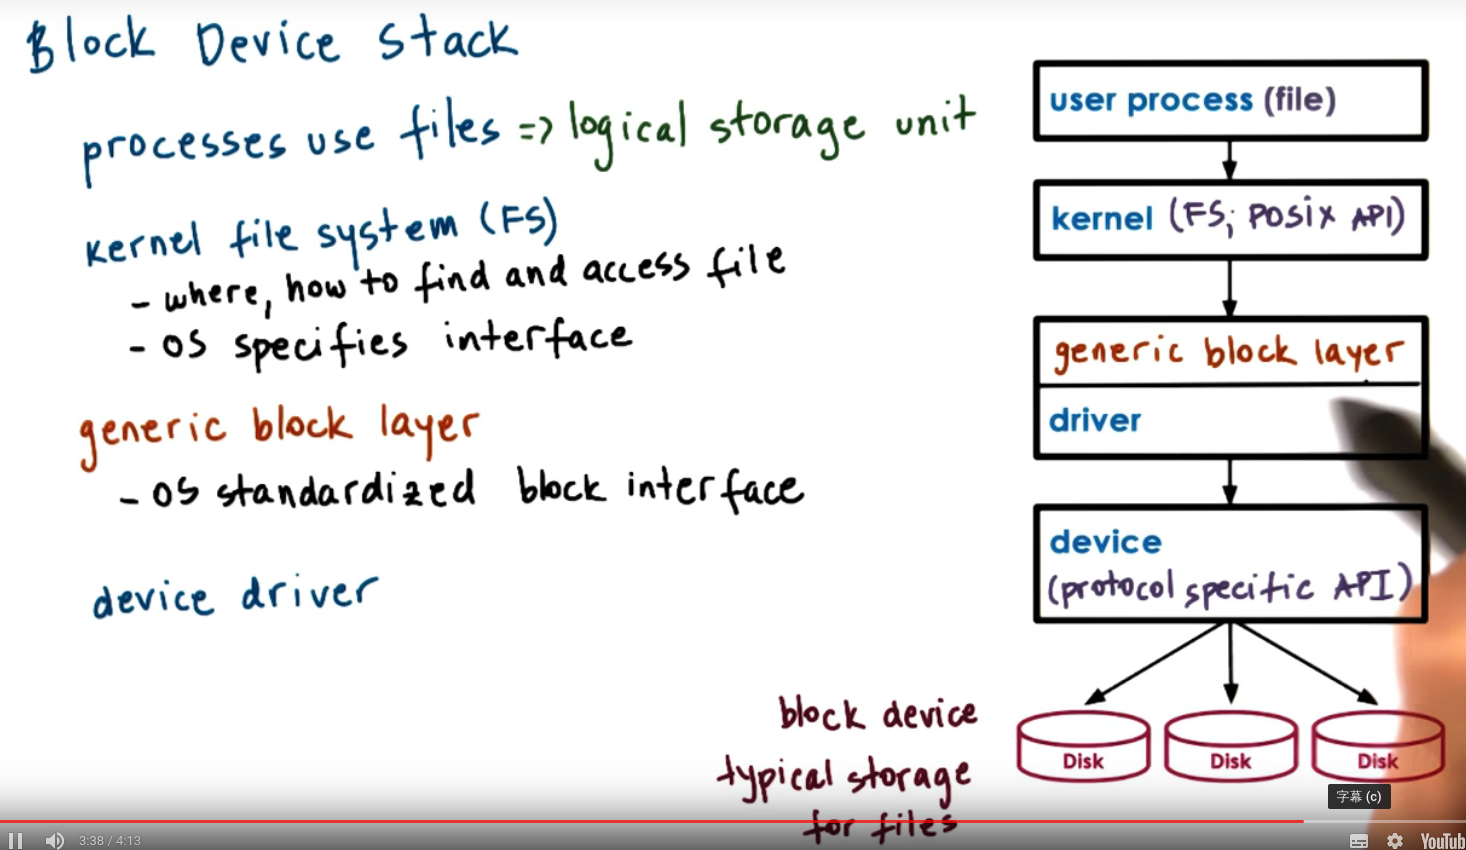 Block Device Stack
processes use files => logical storage unit
kernel file system (FS)
- where, how to find and access file
- OS specifies interface
generic block layer
- OS standardized block interface
device driver
user process (file)
kernel (FS; POSIX API)
generic block layer
driver
device
(protocol specific API)
block device
typical storage
for files
Disk
Disk
Disk
字幕 (c)
3:38 / 4:13
YouTub